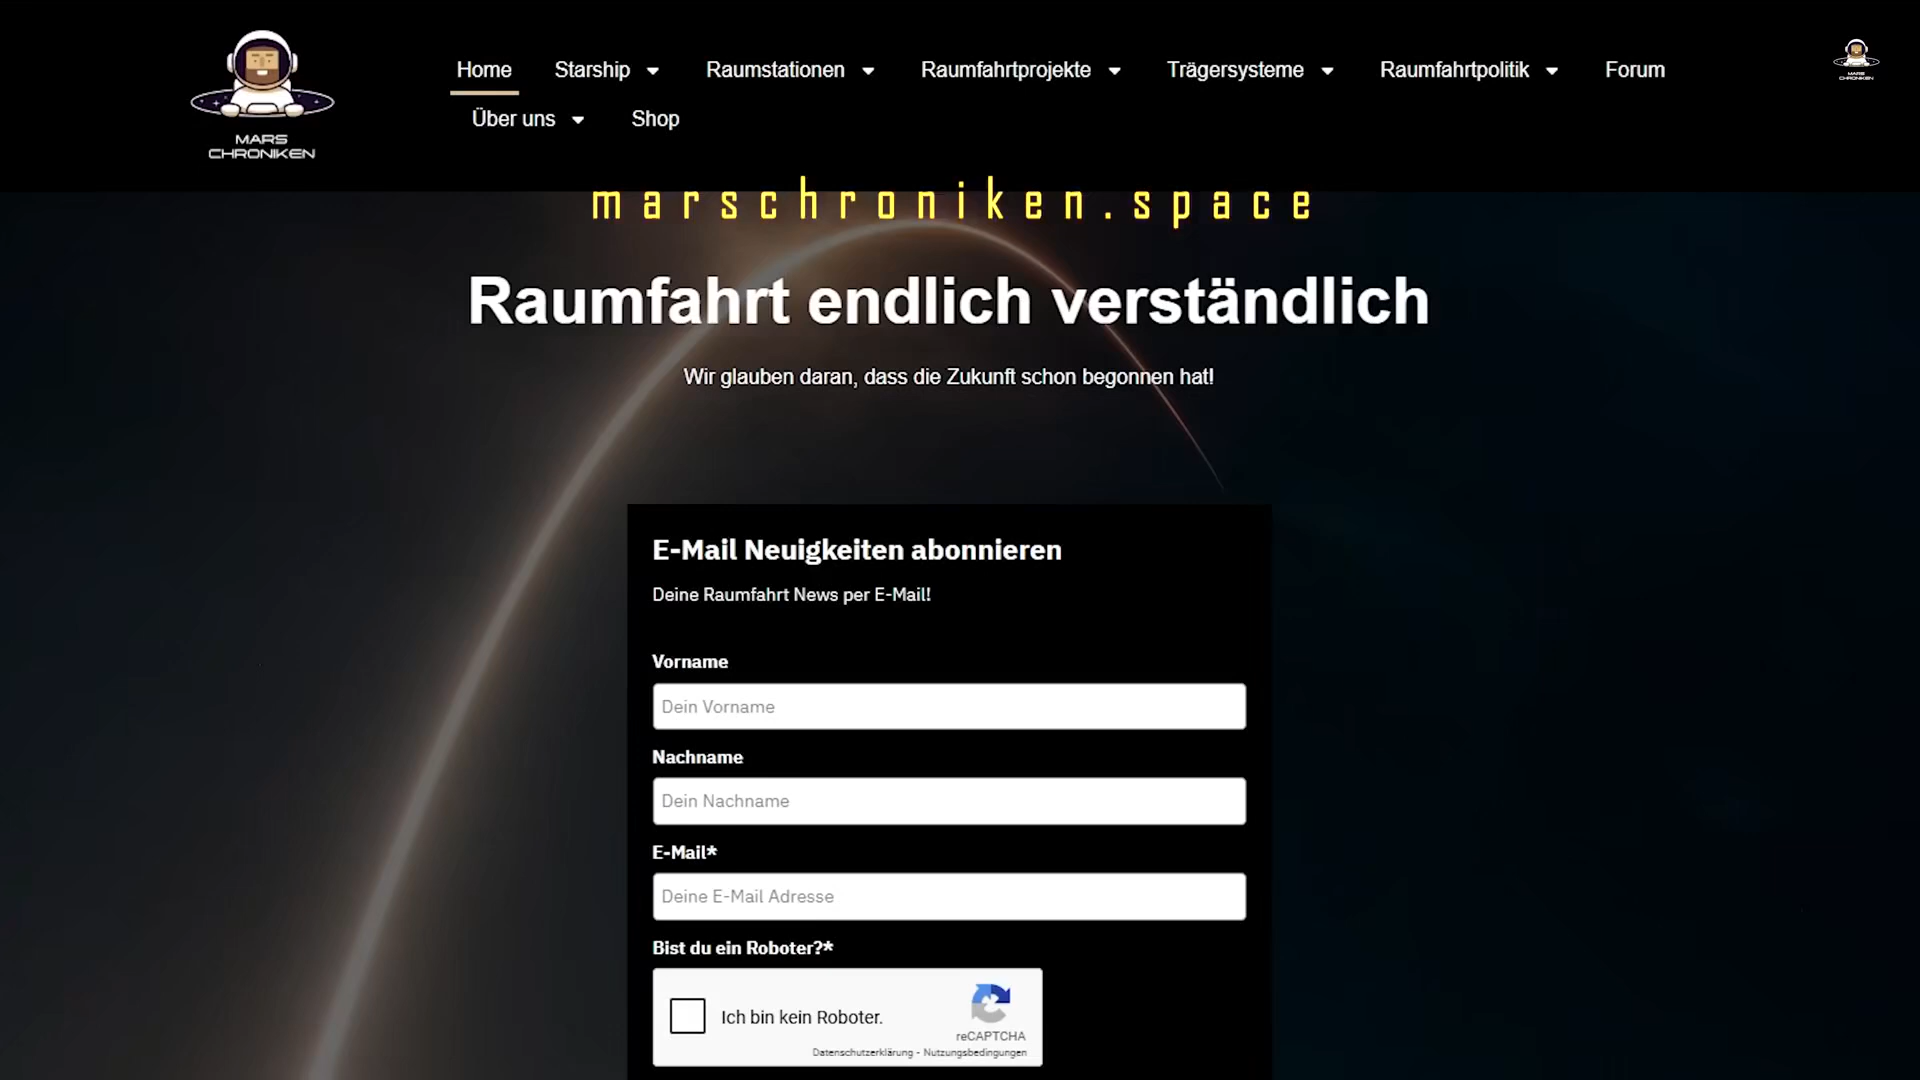 Home Starship Raumstationen Raumfahrtprojekte Trägersysteme Raumfahrtpolitik Forum
Über uns Shop
MARS
CHRONIKEN
MARS
CHRONIKEN
marschroniken.space
Raumfahrt endlich verständlich
Wir glauben daran, dass die Zukunft schon begonnen hat!
E-Mail Neuigkeiten abonnieren
Deine Raumfahrt News per E-Mail!
Vorname
Dein Vorname
Nachname
Dein Nachname
E-Mail*
Deine E-Mail Adresse
Bist du ein Roboter?*
Ich bin kein Roboter.
reCAPTCHA
Datenschutzerklärung - Nutzungsbedingungen